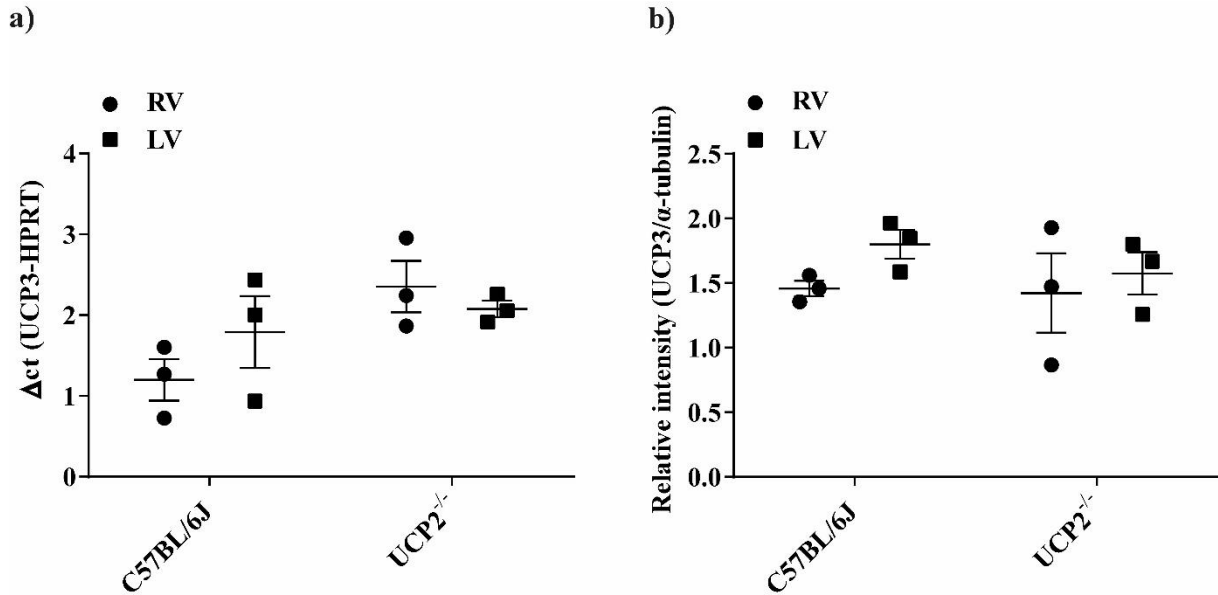 a)
RV
LV
Δct (UCP3-HPRT)
4
3
2
1
0
C57BL/6J
UCP2-/-
b)
RV
LV
Relative intensity (UCP3/α-tubulin)
2.5
2.0
1.5
1.0
0.5
0.0
C57BL/6J
UCP2-/-